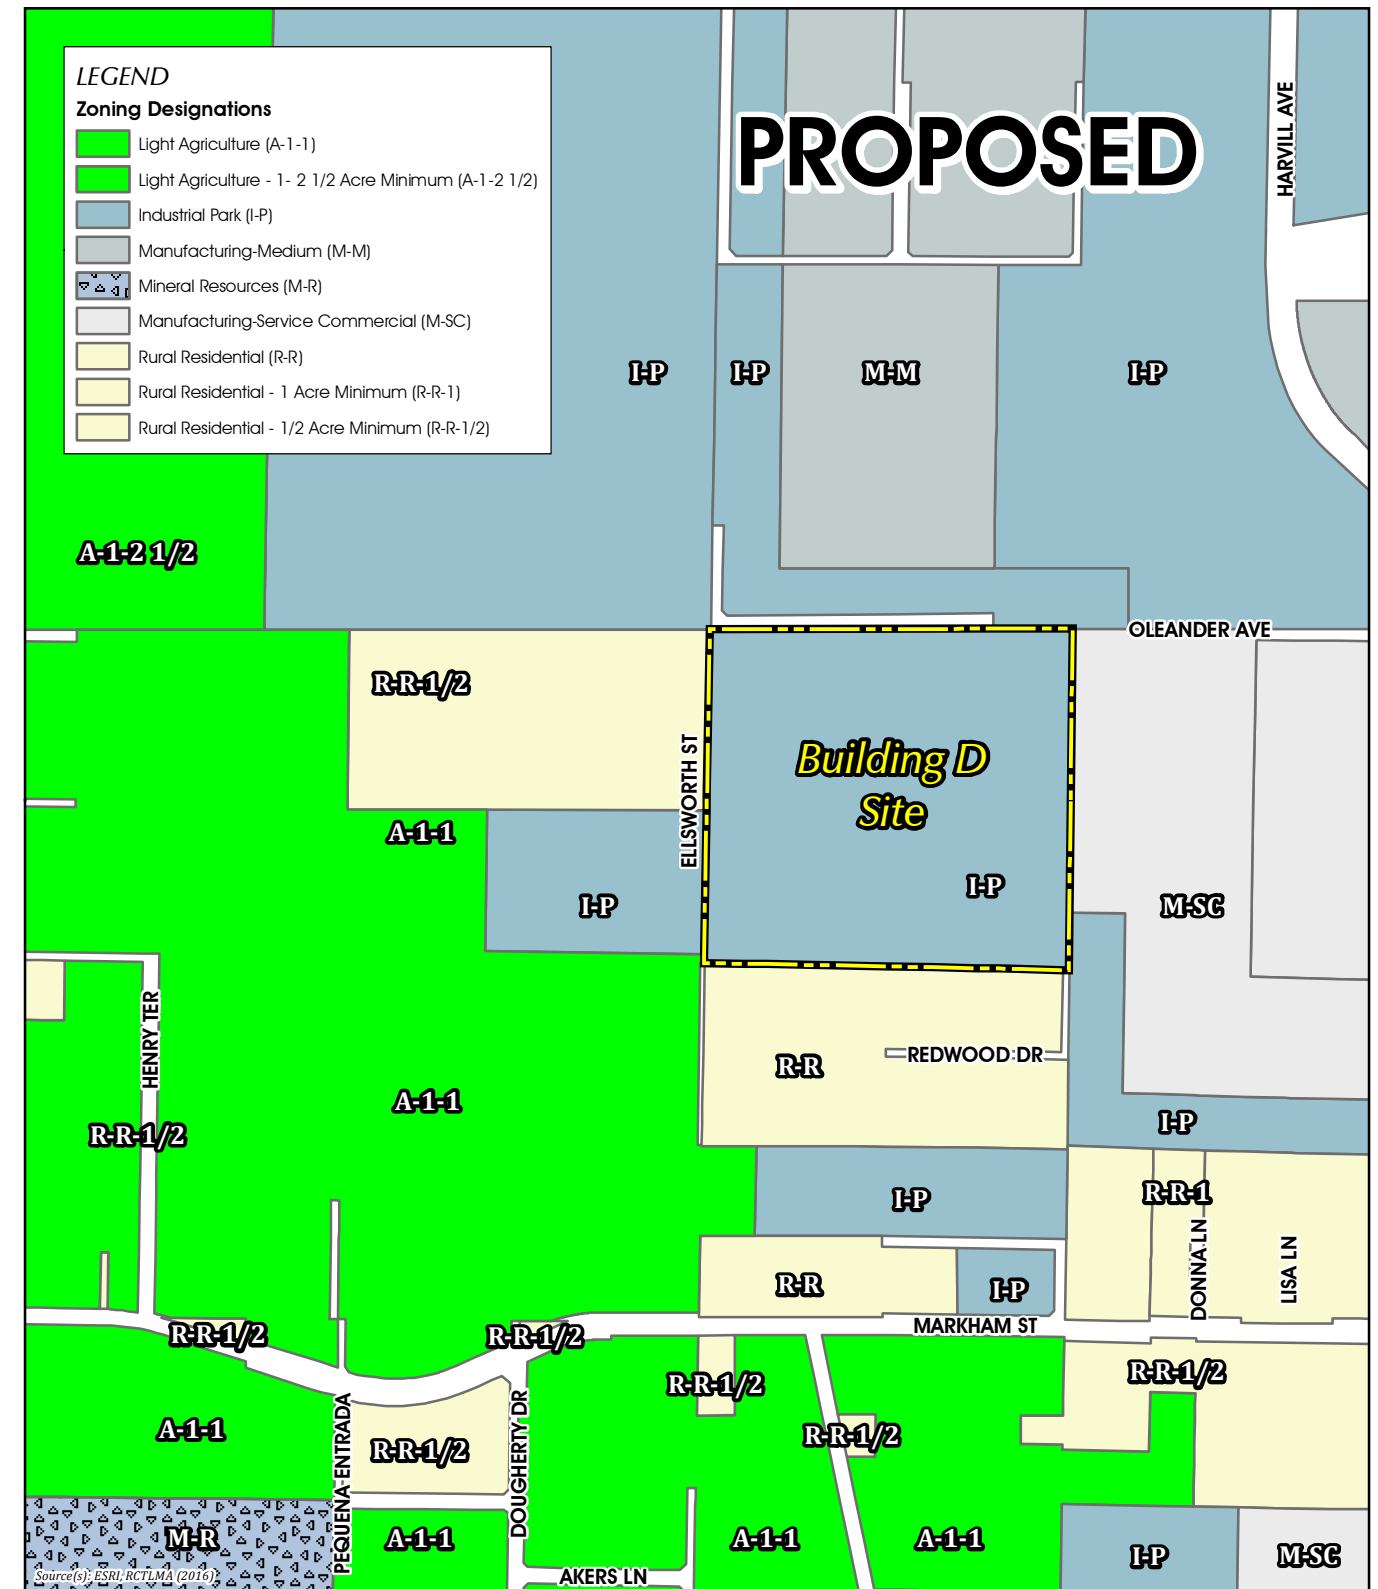 LEGEND
Zoning Designations
Light Agriculture (A-1-1)
Light Agriculture - 1- 2 1/2 Acre Minimum (A-1-2 1/2)
Industrial Park (I-P)
Manufacturing-Medium (M-M)
Mineral Resources (M-R)
Manufacturing-Service Commercial (M-SC)
Rural Residential (R-R)
Rural Residential - 1 Acre Minimum (R-R-1)
Rural Residential - 1/2 Acre Minimum (R-R-1/2)
PROPOSED
HARVILL AVE
I-P
I-P
M-M
I-P
A-1-2 1/2
OLEANDER AVE
R-R-1/2
ELLSWORTH ST
Building D
Site
A-1-1
I-P
I-P
M-SC
HENRY TER
R-R
REDWOOD DR
A-1-1
R-R-1/2
I-P
I-P
R-R-1
DONNA LN
LISA LN
R-R
I-P
MARKHAM ST
R-R-1/2
R-R-1/2
R-R-1/2
R-R-1/2
A-1-1
PEQUENA ENTRADA
R-R-1/2
DOUGHERTY DR
R-R-1/2
M-R
A-1-1
A-1-1
A-1-1
I-P
M-SC
AKERS LN
Source(s): ESRI, RCTLMA (2016)